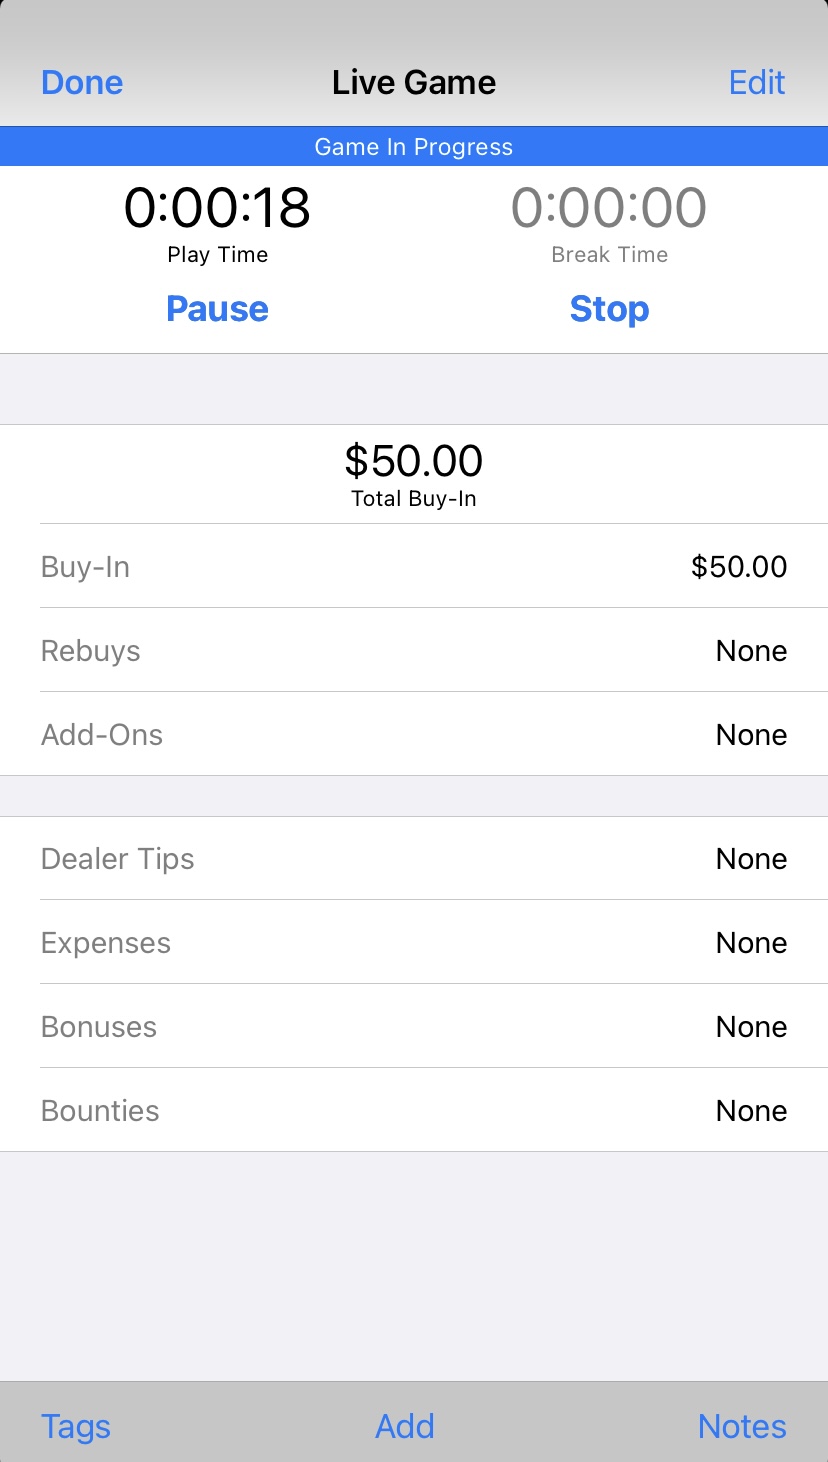 Done Live Game Edit
Game In Progress
0:00:18 0:00:00
Play Time Break Time
Pause Stop
$50.00
Total Buy-In
Buy-In $50.00
Rebuys None
Add-Ons None
Dealer Tips None
Expenses None
Bonuses None
Bounties None
Tags Add Notes